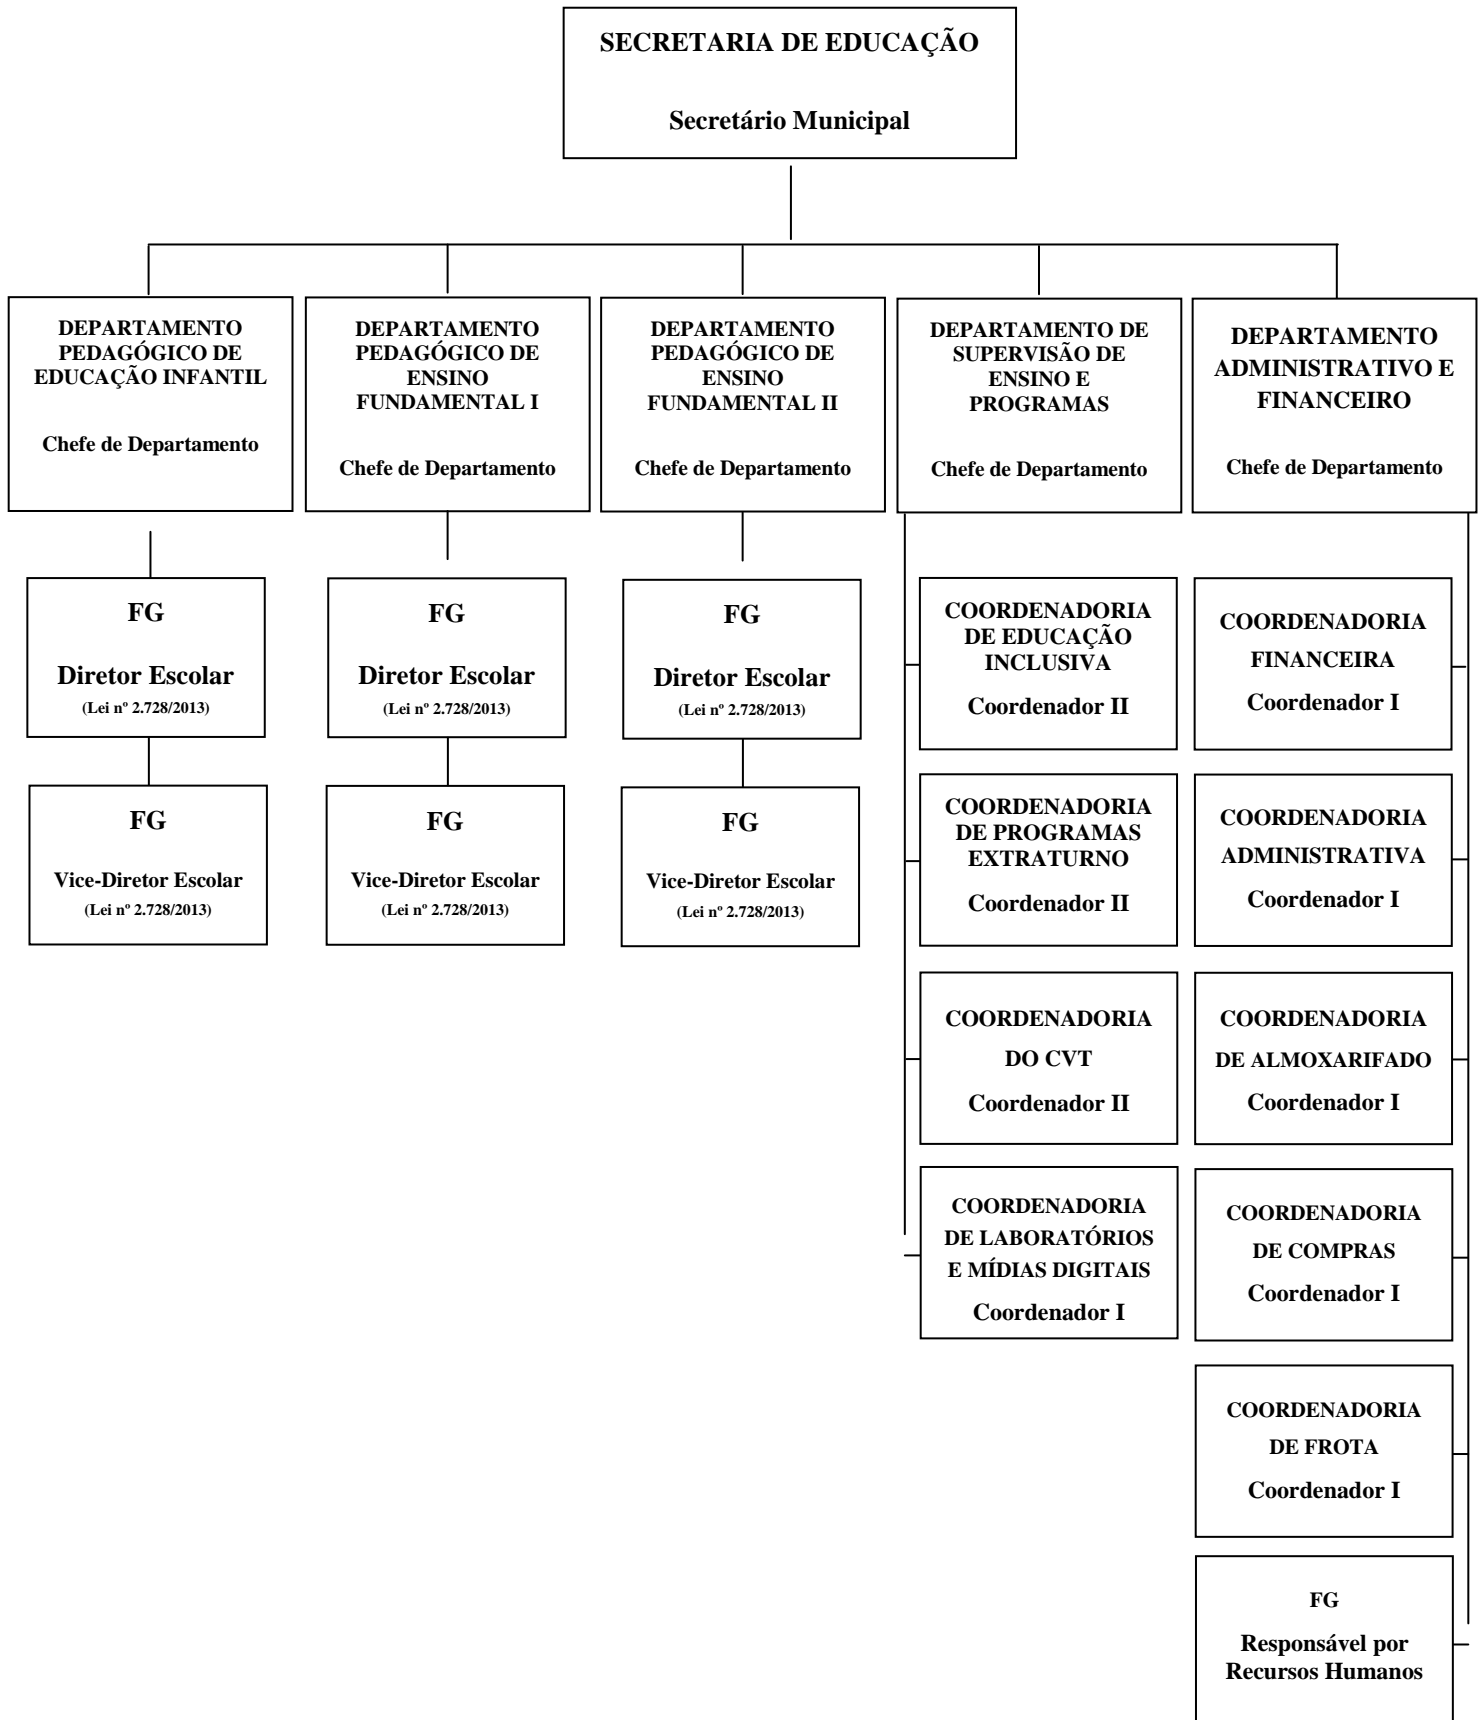 SECRETARIA DE EDUCAÇÃO
Secretário Municipal
DEPARTAMENTO
PEDAGÓGICO DE
EDUCAÇÃO INFANTIL
Chefe de Departamento
DEPARTAMENTO
PEDAGÓGICO DE
ENSINO
FUNDAMENTAL I
Chefe de Departamento
DEPARTAMENTO
PEDAGÓGICO DE
ENSINO
FUNDAMENTAL II
Chefe de Departamento
DEPARTAMENTO DE
SUPERVISÃO DE
ENSINO E
PROGRAMAS
Chefe de Departamento
DEPARTAMENTO
ADMINISTRATIVO E
FINANCEIRO
Chefe de Departamento
FG
Diretor Escolar
(Lei nº 2.728/2013)
FG
Diretor Escolar
(Lei nº 2.728/2013)
FG
Diretor Escolar
(Lei nº 2.728/2013)
COORDENADORIA
DE EDUCAÇÃO
INCLUSIVA
Coordenador II
COORDENADORIA
FINANCEIRA
Coordenador I
FG
Vice-Diretor Escolar
(Lei nº 2.728/2013)
FG
Vice-Diretor Escolar
(Lei nº 2.728/2013)
FG
Vice-Diretor Escolar
(Lei nº 2.728/2013)
COORDENADORIA
DE PROGRAMAS
EXTRATURNO
Coordenador II
COORDENADORIA
ADMINISTRATIVA
Coordenador I
COORDENADORIA
DO CVT
Coordenador II
COORDENADORIA
DE ALMOXARIFADO
Coordenador I
COORDENADORIA
DE LABORATÓRIOS
E MÍDIAS DIGITAIS
Coordenador I
COORDENADORIA
DE COMPRAS
Coordenador I
COORDENADORIA
DE FROTA
Coordenador I
FG
Responsável por
Recursos Humanos